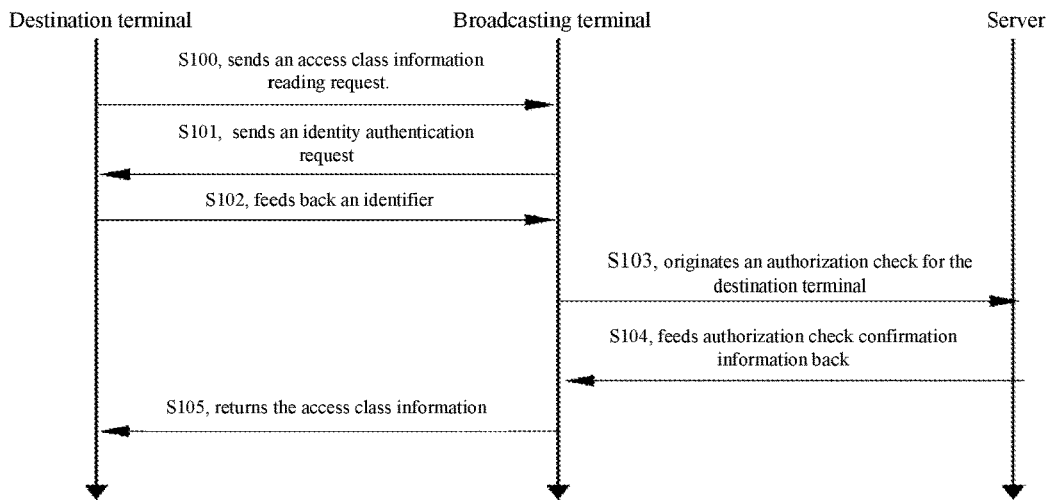 Destination terminal
Broadcasting terminal
Server
S100, sends an access class information
reading request.
S101, sends an identity authentication
request
S102, feeds back an identifier
S103, originates an authorization check for the
destination terminal
S104, feeds authorization check confirmation
information back
S105, returns the access class information